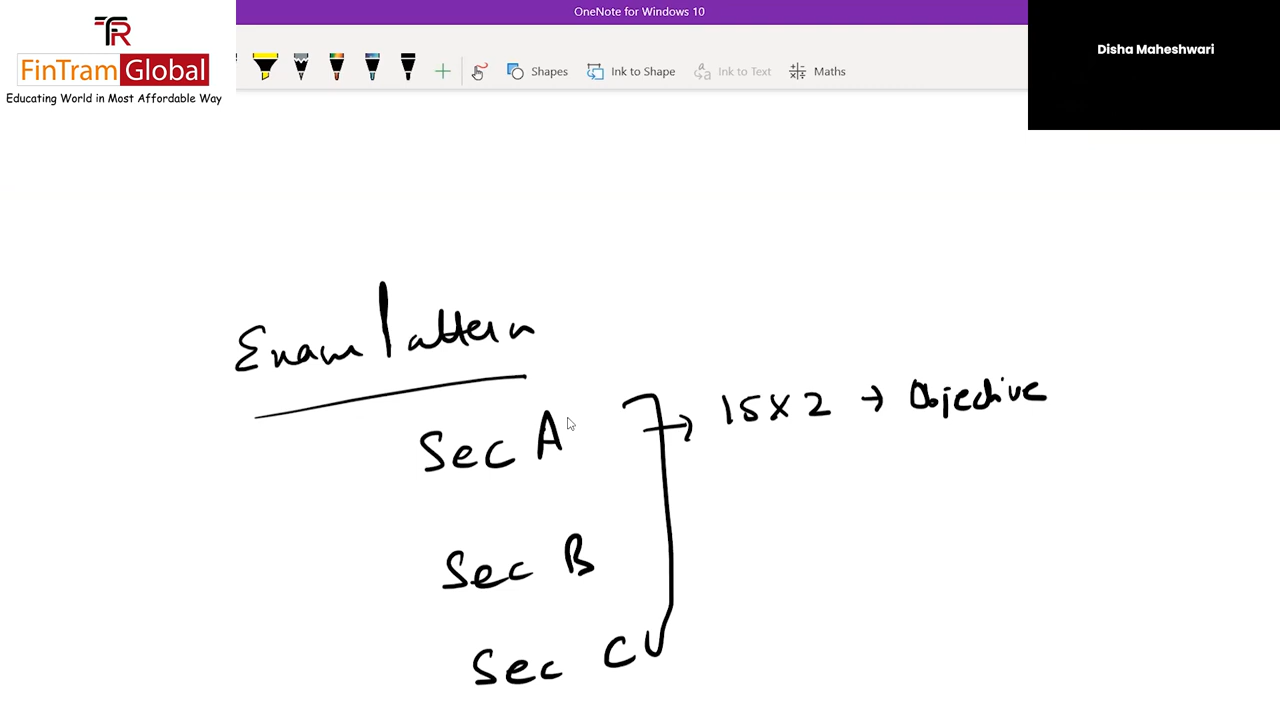 OneNote for Windows 10
TR
FinTram Global
Educating World in Most Affordable Way
Shapes
Ink to Shape
Ink to Text
Maths
Disha Maheshwari
Exam Pattern
Sec A → 15 x 2 → Objective
Sec B
Sec C